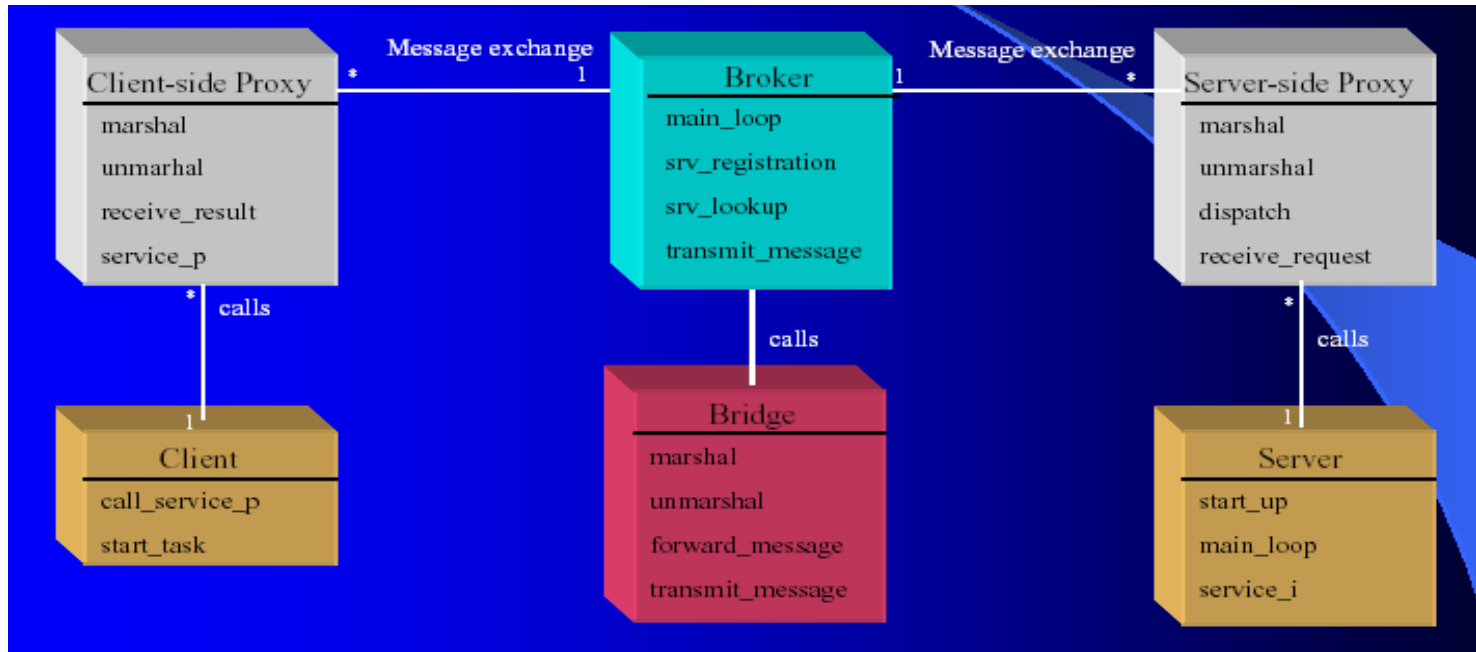 Client-side Proxy
marshal
unmarhal
receive_result
service_p
Message exchange
*
1
Broker
main_loop
srv_registration
srv_lookup
transmit_message
Message exchange
1
*
Server-side Proxy
marshal
unmarshal
dispatch
receive_request
*
calls
1
Client
call_service_p
start_task
calls
Bridge
marshal
unmarshal
forward_message
transmit_message
*
calls
1
Server
start_up
main_loop
service_i